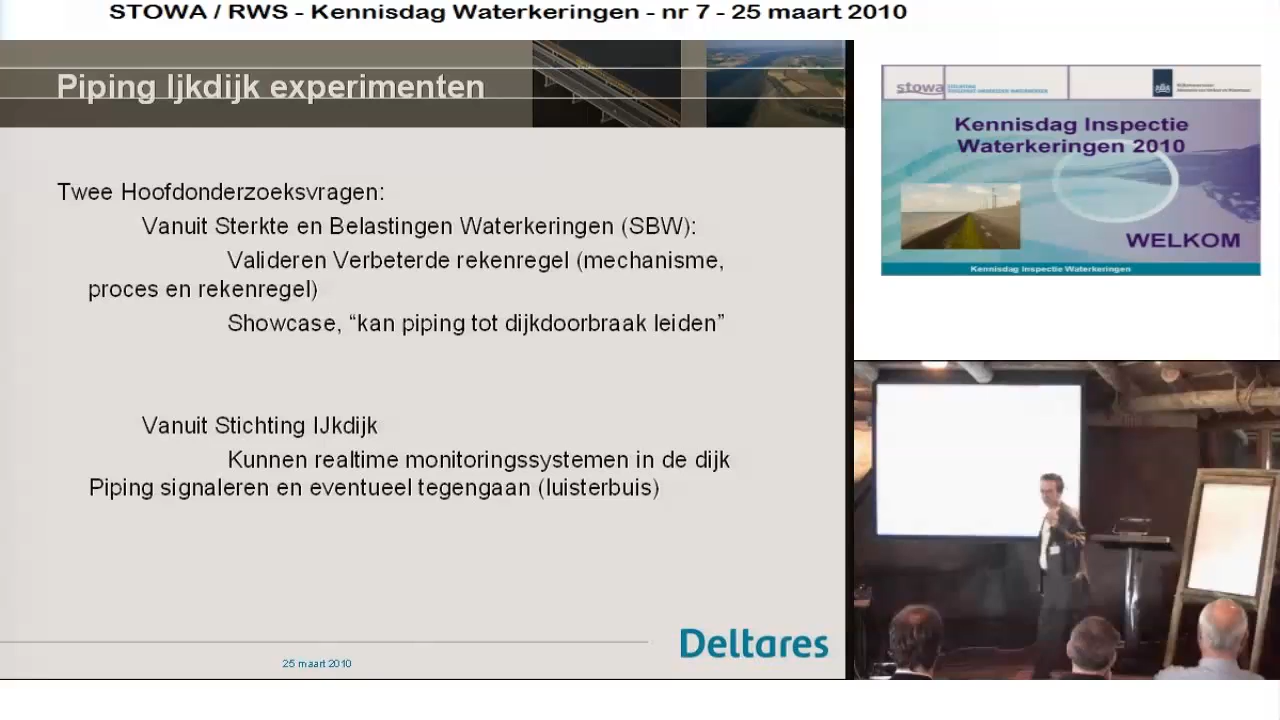 STOWA / RWS - Kennisdag Waterkeringen - nr 7 - 25 maart 2010
Piping Ijkdijk experimenten
Twee Hoofdonderzoeksvragen:
Vanuit Sterkte en Belastingen Waterkeringen (SBW):
Valideren Verbeterde rekenregel (mechanisme,
proces en rekenregel)
Showcase, “kan piping tot dijkdoorbraak leiden”
Vanuit Stichting IJkdijk
Kunnen realtime monitoringssystemen in de dijk
Piping signaleren en eventueel tegengaan (luisterbuis)
25 maart 2010
Deltares
stowa
Kennisdag Inspectie
Waterkeringen 2010
WELKOM
Kennisdag Inspectie Waterkeringen